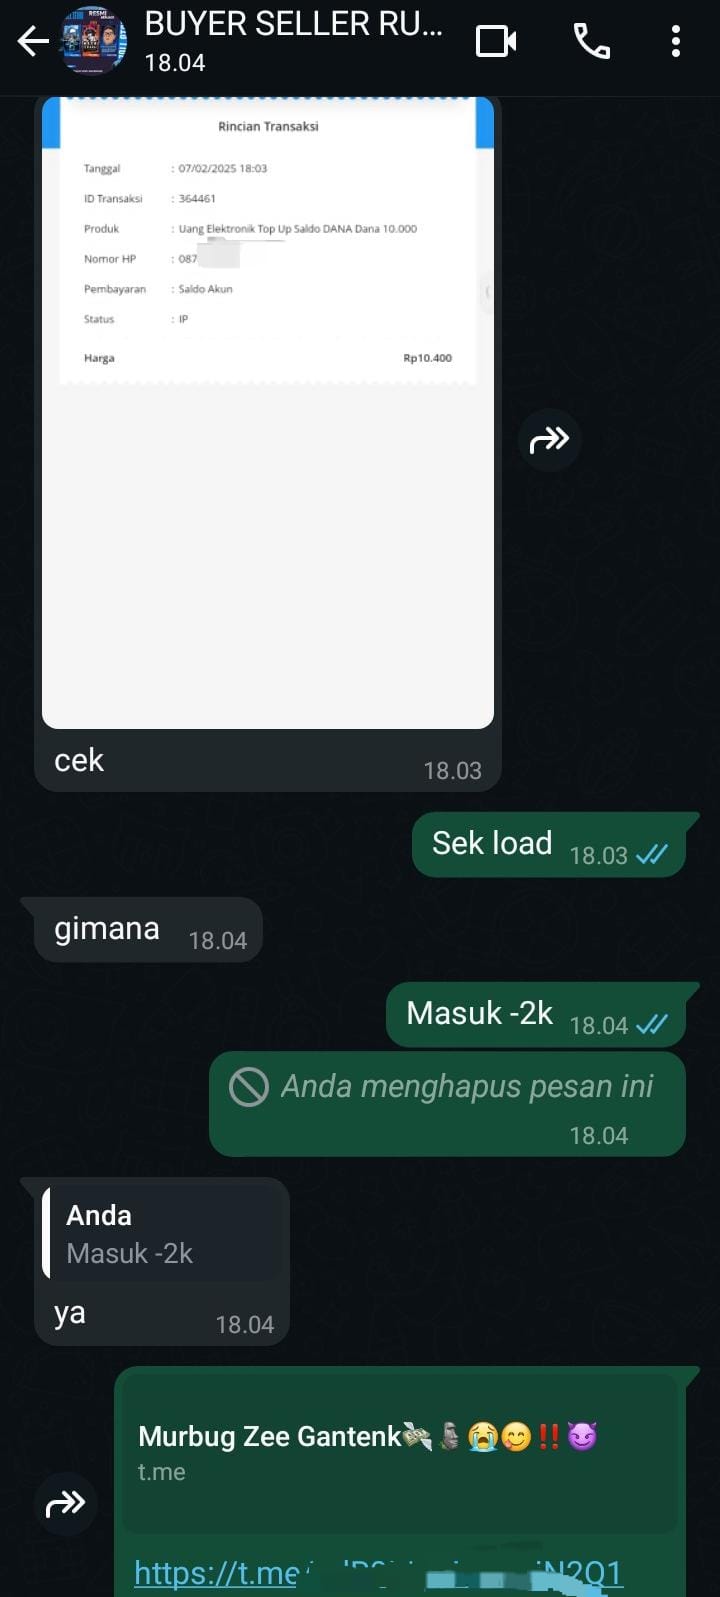 BUYER SELLER RU...
18.04
Rincian Transaksi
Tanggal : 07/02/2025 18:03
ID Transaksi : 364461
Produk : Uang Elektronik Top Up Saldo DANA Dana 10.000
Nomor HP : 087
Pembayaran : Saldo Akun
Status : IP
Harga Rp10.400
cek 18.03
Sek load 18.03
gimana 18.04
Masuk -2k 18.04
Anda menghapus pesan ini
18.04
Anda
Masuk -2k
ya 18.04
Murbug Zee Gantenk💸🗿😭😋‼️😈
t.me
https://t.me